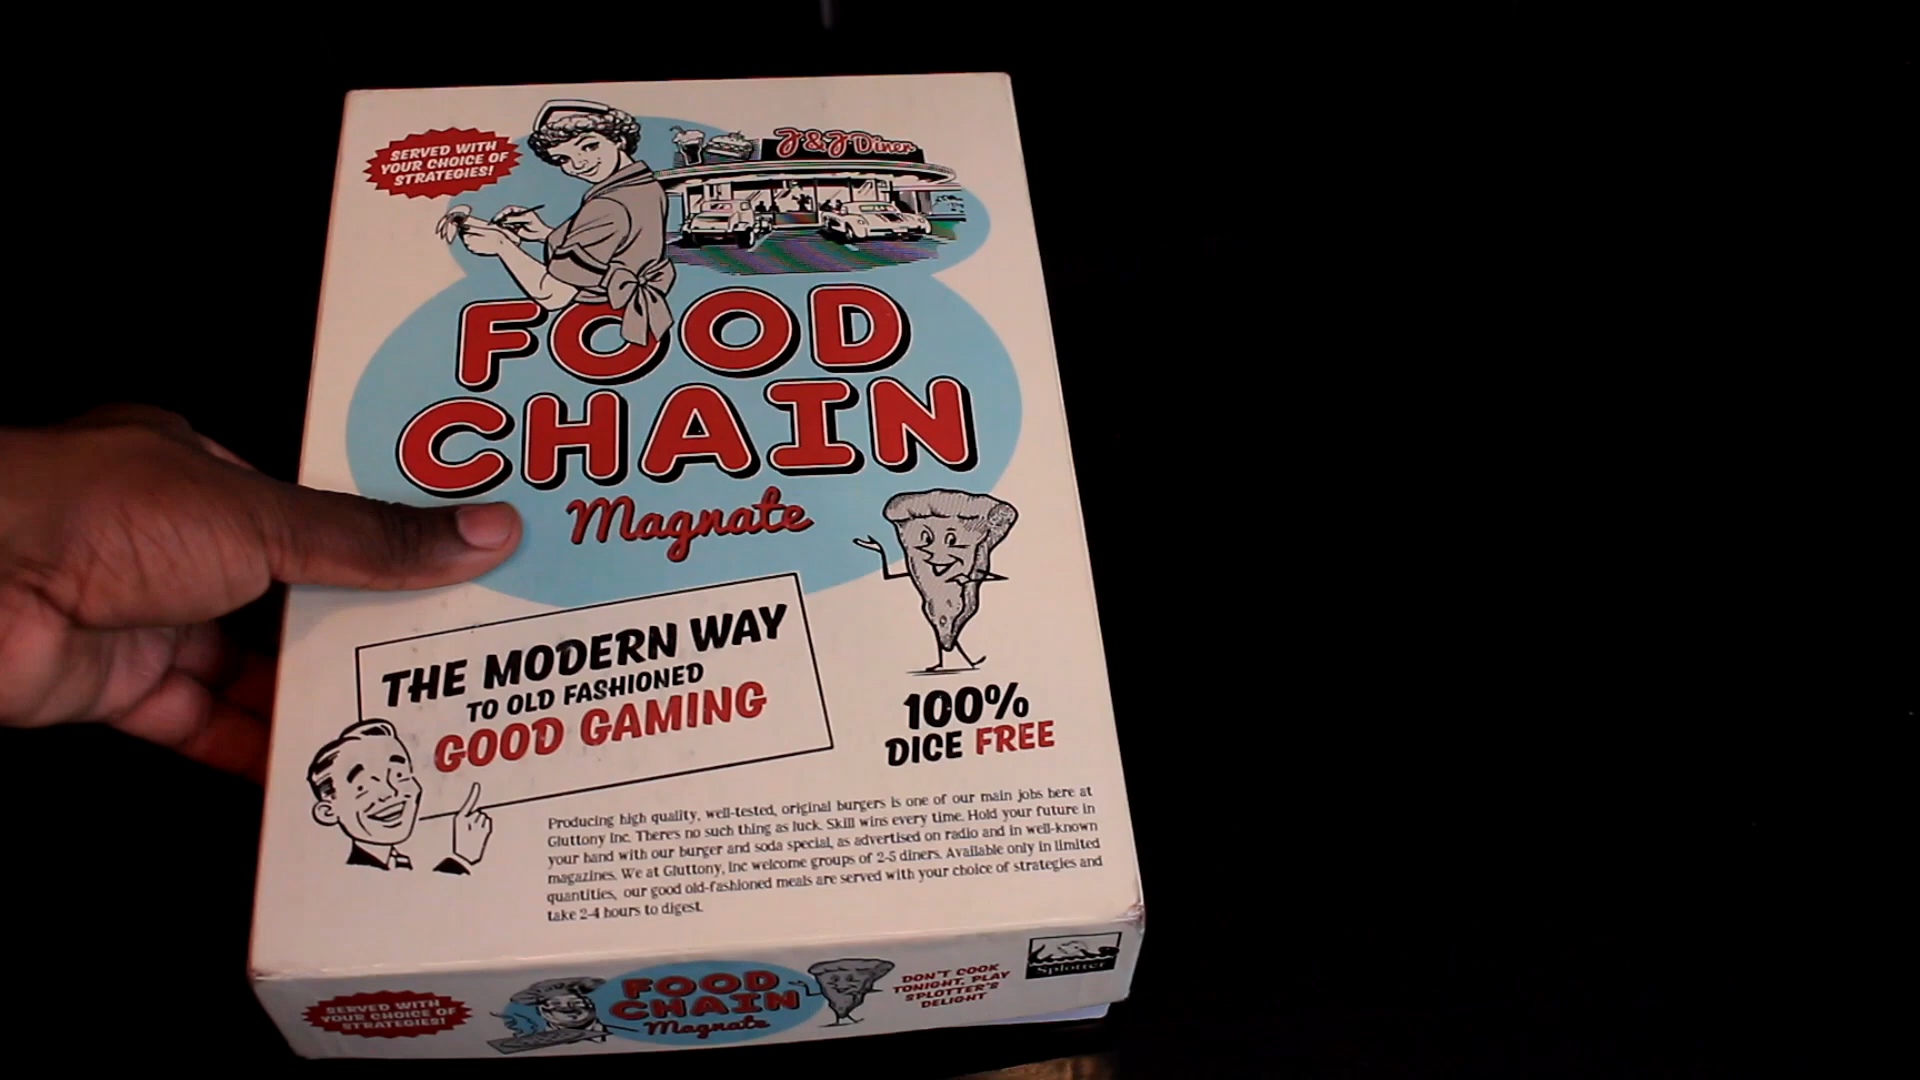 SERVED WITH
YOUR CHOICE OF
STRATEGIES!
J&J Diner
FOOD
CHAIN
Magnate
THE MODERN WAY
TO OLD FASHIONED
GOOD GAMING
100%
DICE FREE
Producing high quality, well-tested, original burgers is one of our main jobs here at
Gluttony Inc. There's no such thing as luck. Skill wins every time. Hold your future in
your hand with our burger and soda special, as advertised on radio and in well-known
magazines. We at Gluttony, Inc welcome groups of 2-5 diners. Available only in limited
quantities, our good old-fashioned meals are served with your choice of strategies and
take 2-4 hours to digest.
SERVED WITH
YOUR CHOICE OF
STRATEGIES!
FOOD
CHAIN
Magnate
DON'T COOK
TONIGHT, PLAY
SPLOTTER'S
DELIGHT
Splotter